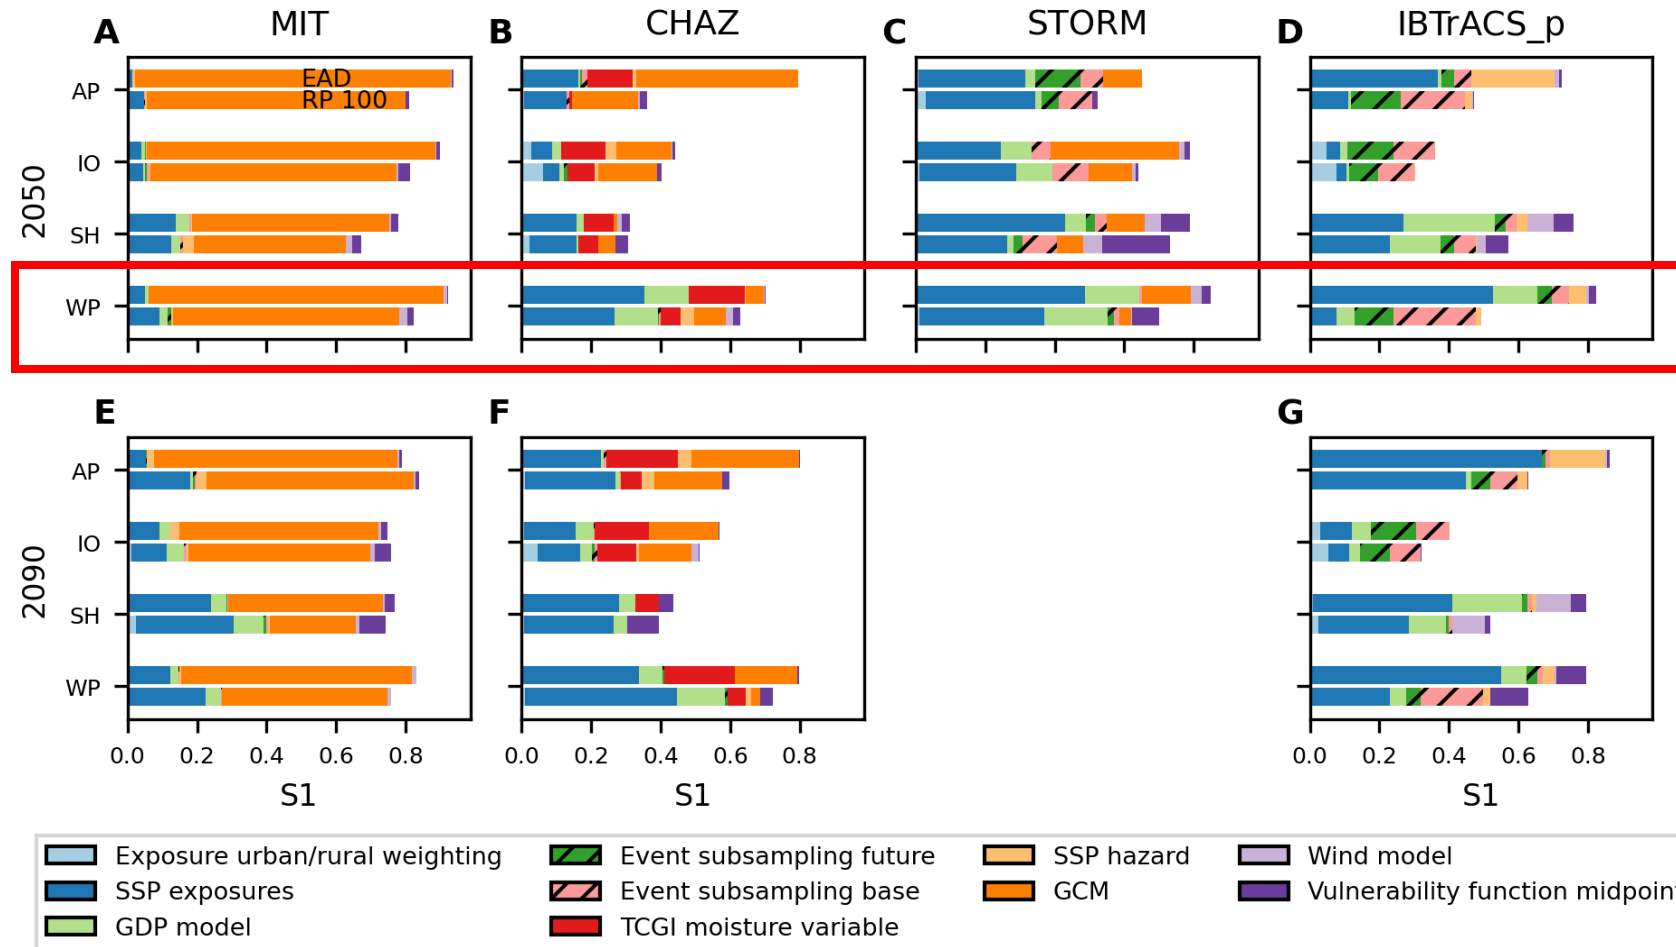 A MIT B CHAZ C STORM D IBTrACS_p
EAD
AP
RP 100
IO
2050
SH
WP
E F G
AP
IO
2090
SH
WP
0.0 0.2 0.4 0.6 0.8 0.0 0.2 0.4 0.6 0.8 0.0 0.2 0.4 0.6 0.8
S1 S1 S1
Exposure urban/rural weighting Event subsampling future SSP hazard Wind model
SSP exposures Event subsampling base GCM Vulnerability function midpoin
GDP model TCGI moisture variable